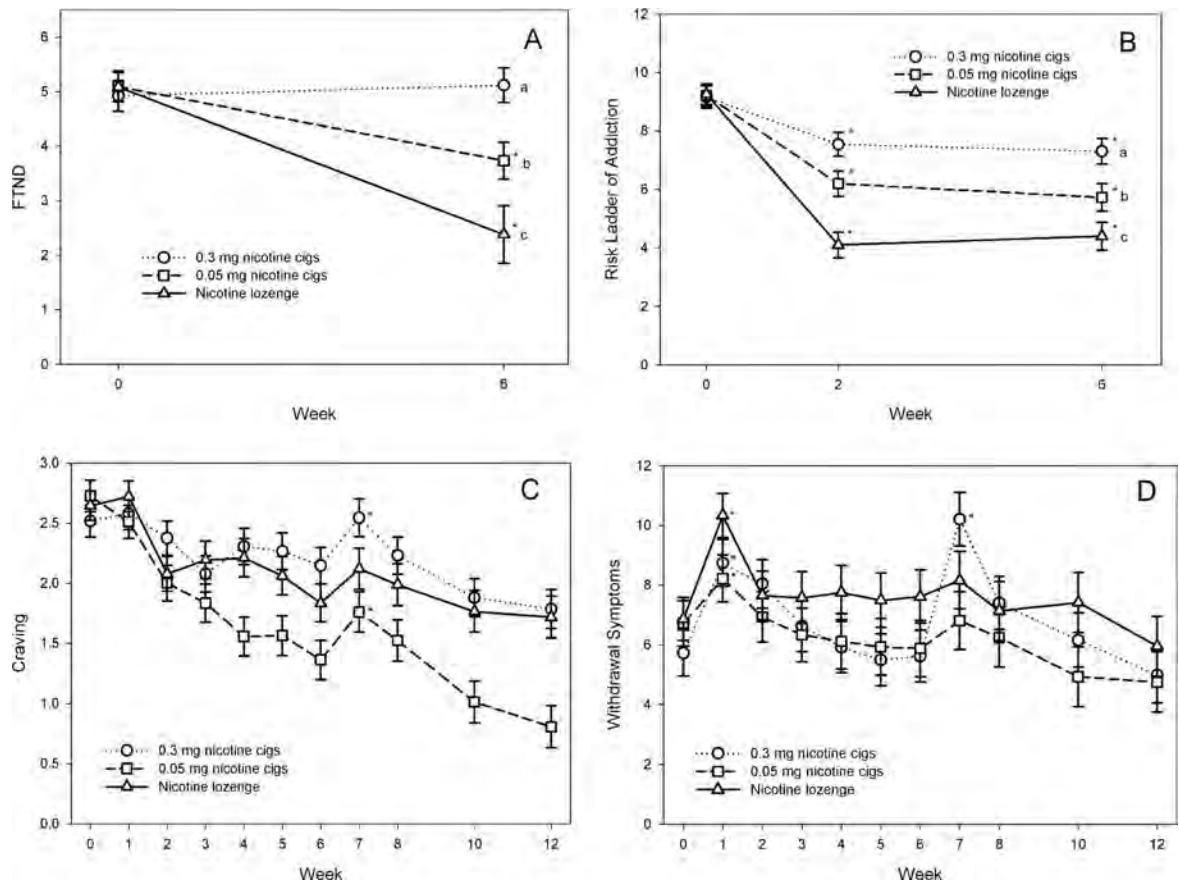 A
FTND
6
5
4
3
2
1
0
a
* b
* c
0.3 mg nicotine cigs
0.05 mg nicotine cigs
Nicotine lozenge
0 6
Week
B
Risk Ladder of Addiction
12
10
8
6
4
2
0
0.3 mg nicotine cigs
0.05 mg nicotine cigs
Nicotine lozenge
*
*
*
* a
* b
* c
0 2 6
Week
C
Craving
3.0
2.5
2.0
1.5
1.0
0.5
0.0
*
*
0.3 mg nicotine cigs
0.05 mg nicotine cigs
Nicotine lozenge
0 1 2 3 4 5 6 7 8 10 12
Week
D
Withdrawal Symptoms
12
10
8
6
4
2
0
*
*
*
*
0.3 mg nicotine cigs
0.05 mg nicotine cigs
Nicotine lozenge
0 1 2 3 4 5 6 7 8 10 12
Week